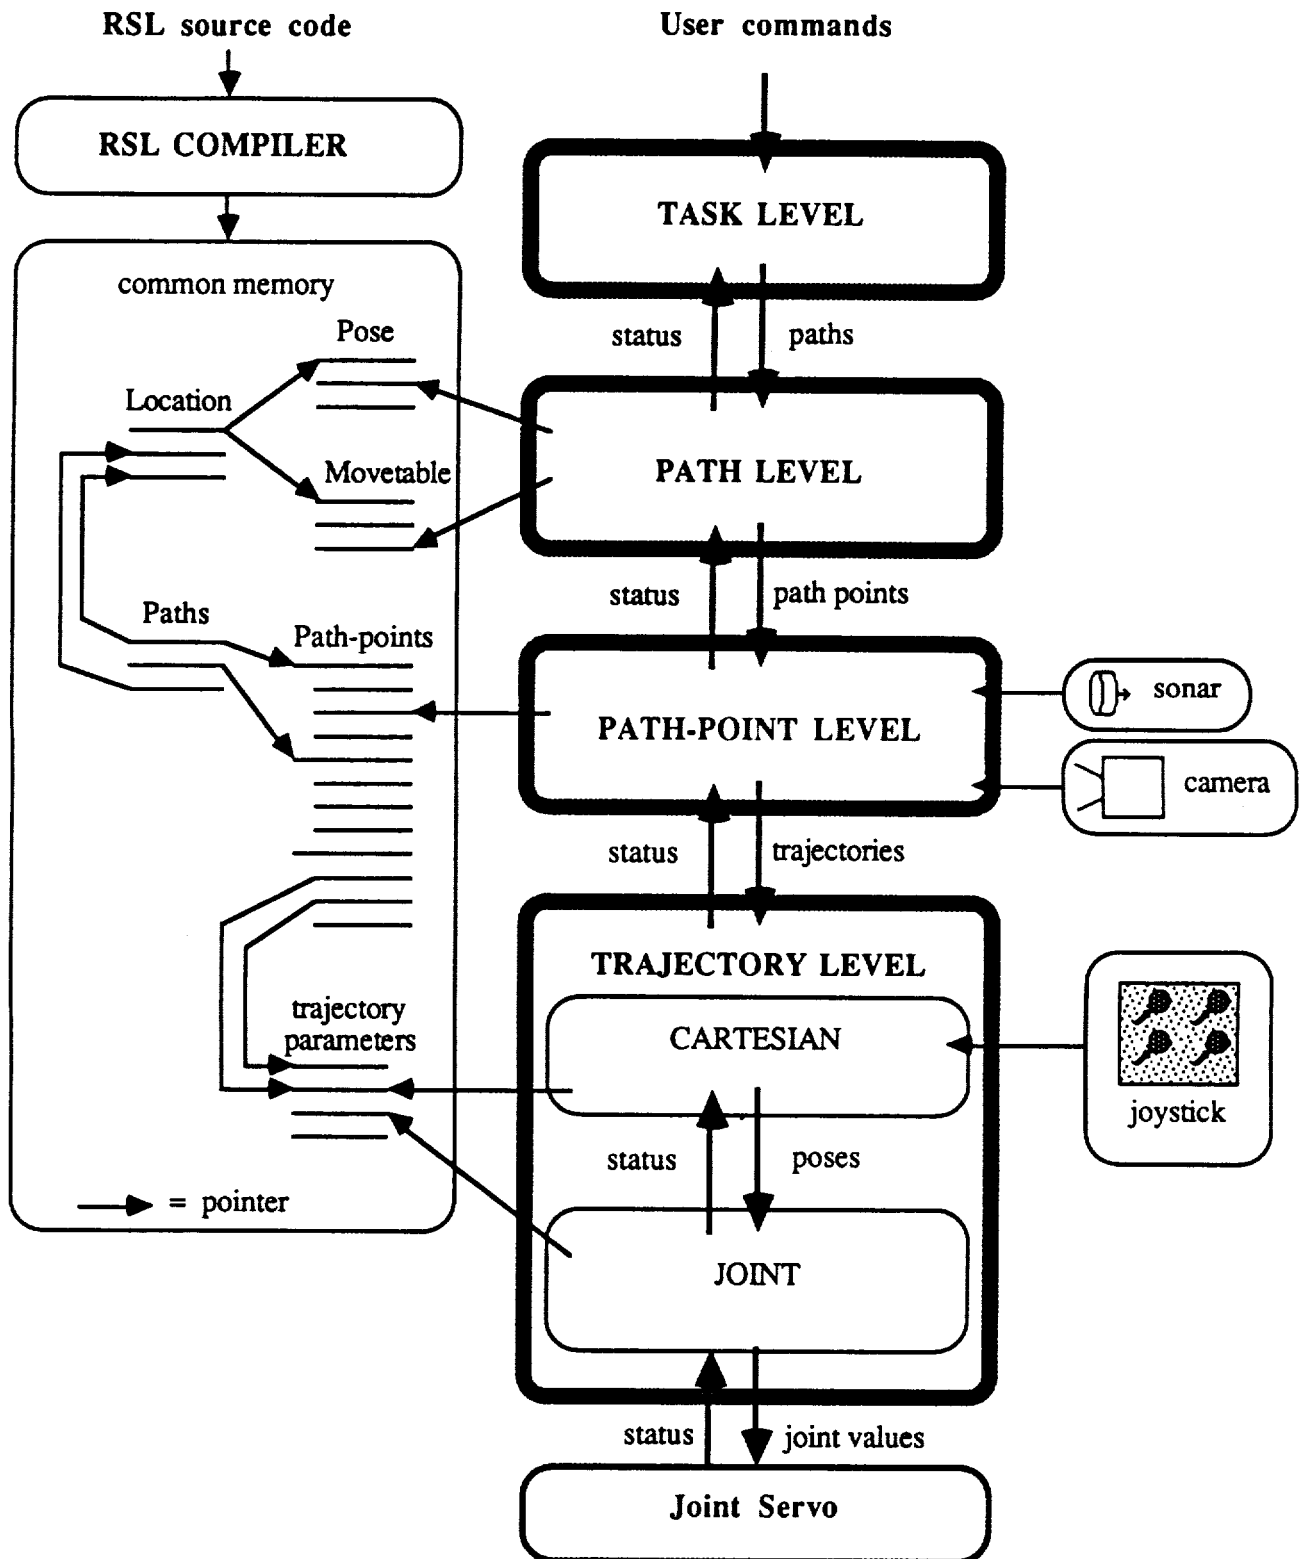 RSL source code
User commands
RSL COMPILER
TASK LEVEL
common memory
Pose
Location
Movetable
status
paths
PATH LEVEL
status
path points
Paths
Path-points
PATH-POINT LEVEL
sonar
camera
status
trajectories
TRAJECTORY LEVEL
trajectory
parameters
CARTESIAN
joystick
status
poses
= pointer
JOINT
status
joint values
Joint Servo